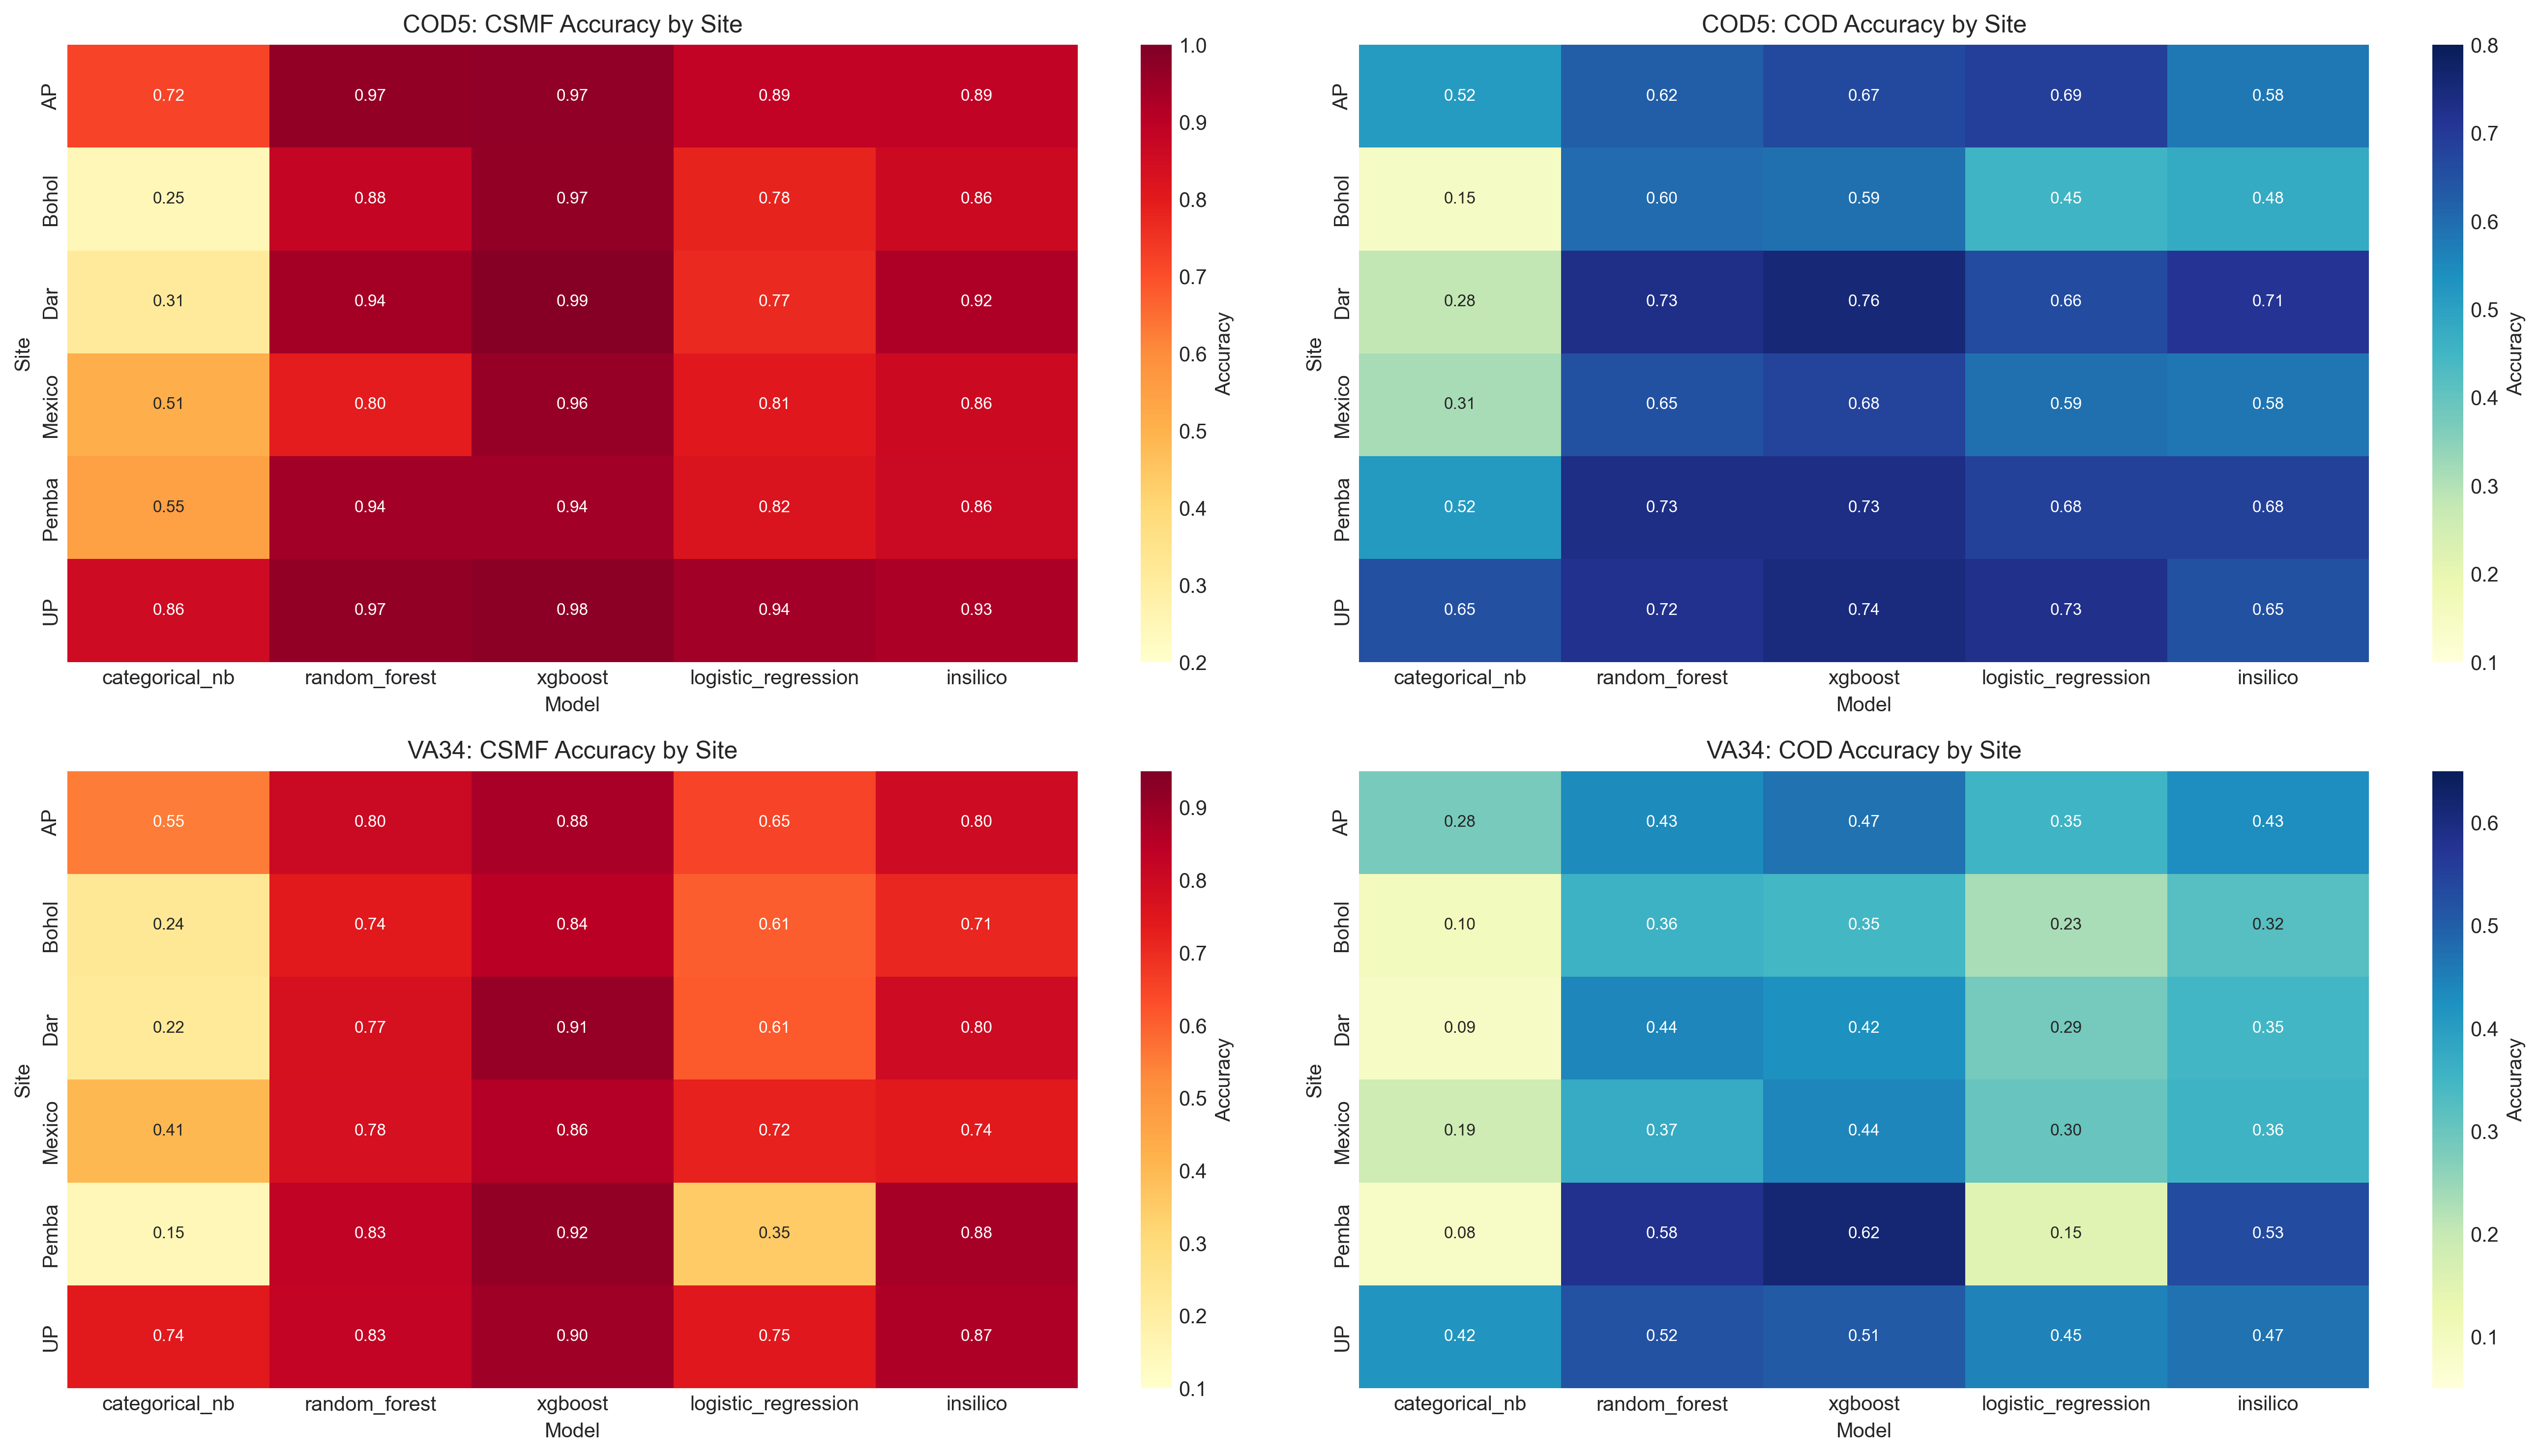 COD5: CSMF Accuracy by Site
Site
AP 0.72 0.97 0.97 0.89 0.89
Bohol 0.25 0.88 0.97 0.78 0.86
Dar 0.31 0.94 0.99 0.77 0.92
Mexico 0.51 0.80 0.96 0.81 0.86
Pemba 0.55 0.94 0.94 0.82 0.86
UP 0.86 0.97 0.98 0.94 0.93
categorical_nb random_forest xgboost logistic_regression insilico
Model
1.0
0.9
0.8
0.7
0.6
0.5
0.4
0.3
0.2
Accuracy
COD5: COD Accuracy by Site
Site
AP 0.52 0.62 0.67 0.69 0.58
Bohol 0.15 0.60 0.59 0.45 0.48
Dar 0.28 0.73 0.76 0.66 0.71
Mexico 0.31 0.65 0.68 0.59 0.58
Pemba 0.52 0.73 0.73 0.68 0.68
UP 0.65 0.72 0.74 0.73 0.65
categorical_nb random_forest xgboost logistic_regression insilico
Model
0.8
0.7
0.6
0.5
0.4
0.3
0.2
0.1
Accuracy
VA34: CSMF Accuracy by Site
Site
AP 0.55 0.80 0.88 0.65 0.80
Bohol 0.24 0.74 0.84 0.61 0.71
Dar 0.22 0.77 0.91 0.61 0.80
Mexico 0.41 0.78 0.86 0.72 0.74
Pemba 0.15 0.83 0.92 0.35 0.88
UP 0.74 0.83 0.90 0.75 0.87
categorical_nb random_forest xgboost logistic_regression insilico
Model
0.9
0.8
0.7
0.6
0.5
0.4
0.3
0.2
0.1
Accuracy
VA34: COD Accuracy by Site
Site
AP 0.28 0.43 0.47 0.35 0.43
Bohol 0.10 0.36 0.35 0.23 0.32
Dar 0.09 0.44 0.42 0.29 0.35
Mexico 0.19 0.37 0.44 0.30 0.36
Pemba 0.08 0.58 0.62 0.15 0.53
UP 0.42 0.52 0.51 0.45 0.47
categorical_nb random_forest xgboost logistic_regression insilico
Model
0.6
0.5
0.4
0.3
0.2
0.1
Accuracy